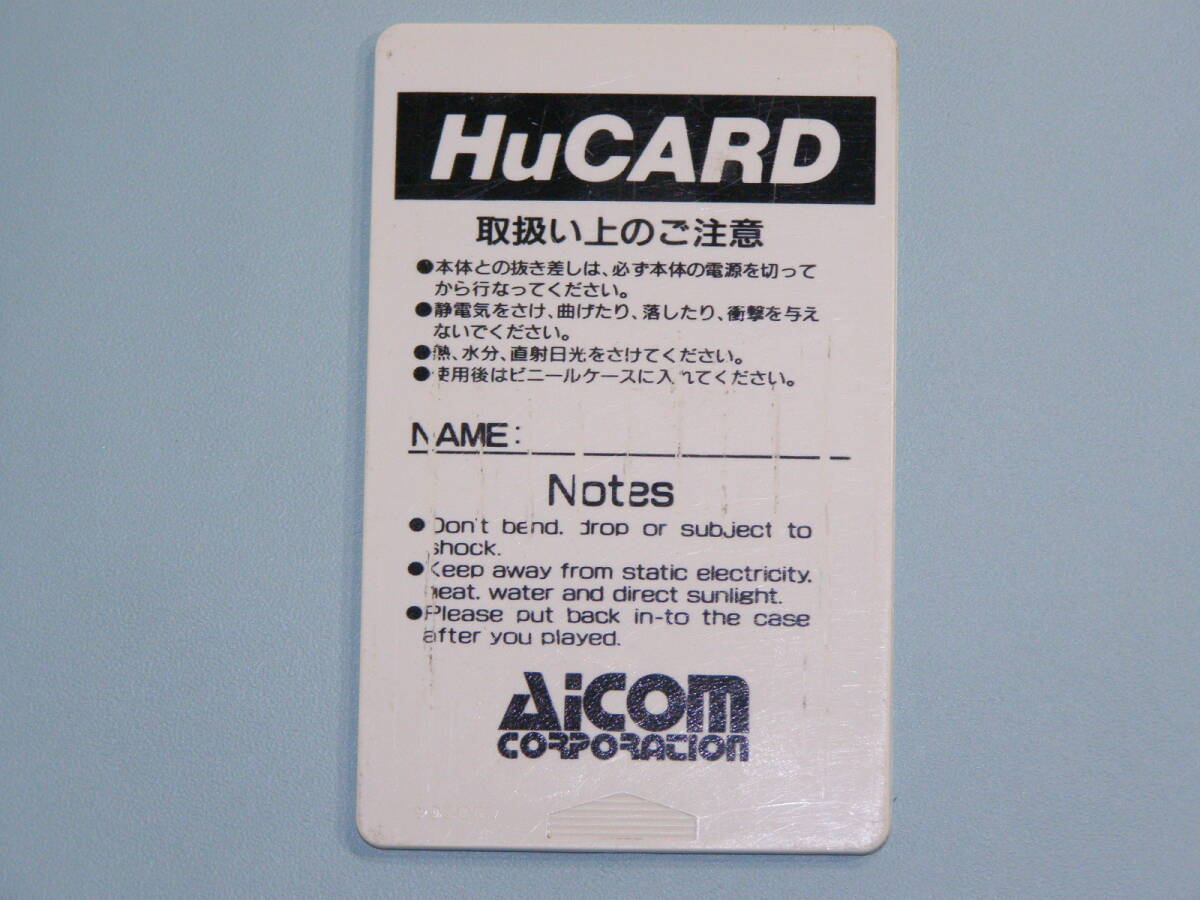 HuCARD
取扱い上のご注意
●本体との抜き差しは、必ず本体の電源を切って
から行なってください。
●静電気をさけ、曲げたり、落したり、衝撃を与え
ないでください。
●熱、水分、直射日光をさけてください。
●使用後はビニールケースに入れてください。
NAME:
Notes
●Don't bend, drop or subject to
shock.
●Keep away from static electricity,
heat, water and direct sunlight.
●Please put back in-to the case
after you played.
AiCOM
CORPORATION